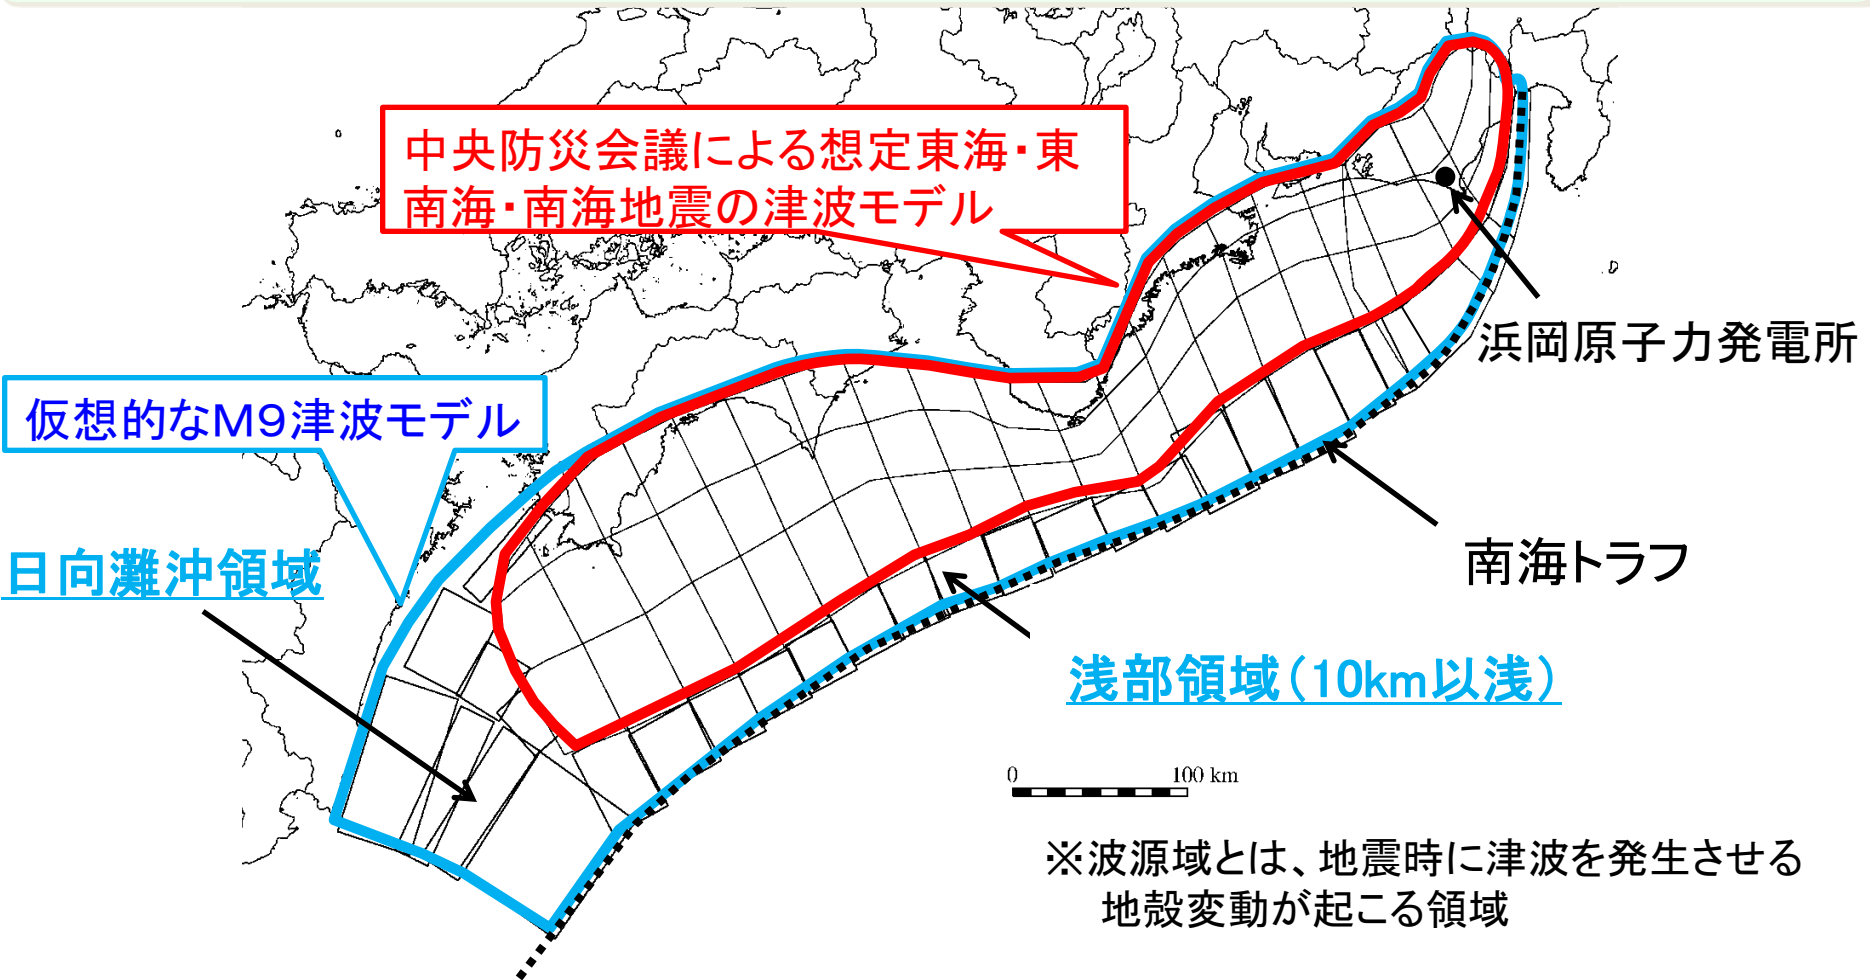 中央防災会議による想定東海・東
南海・南海地震の津波モデル
浜岡原子力発電所
仮想的なM9津波モデル
日向灘沖領域
南海トラフ
浅部領域(10km以浅)
0 100 km
※波源域とは、地震時に津波を発生させる
地殻変動が起こる領域